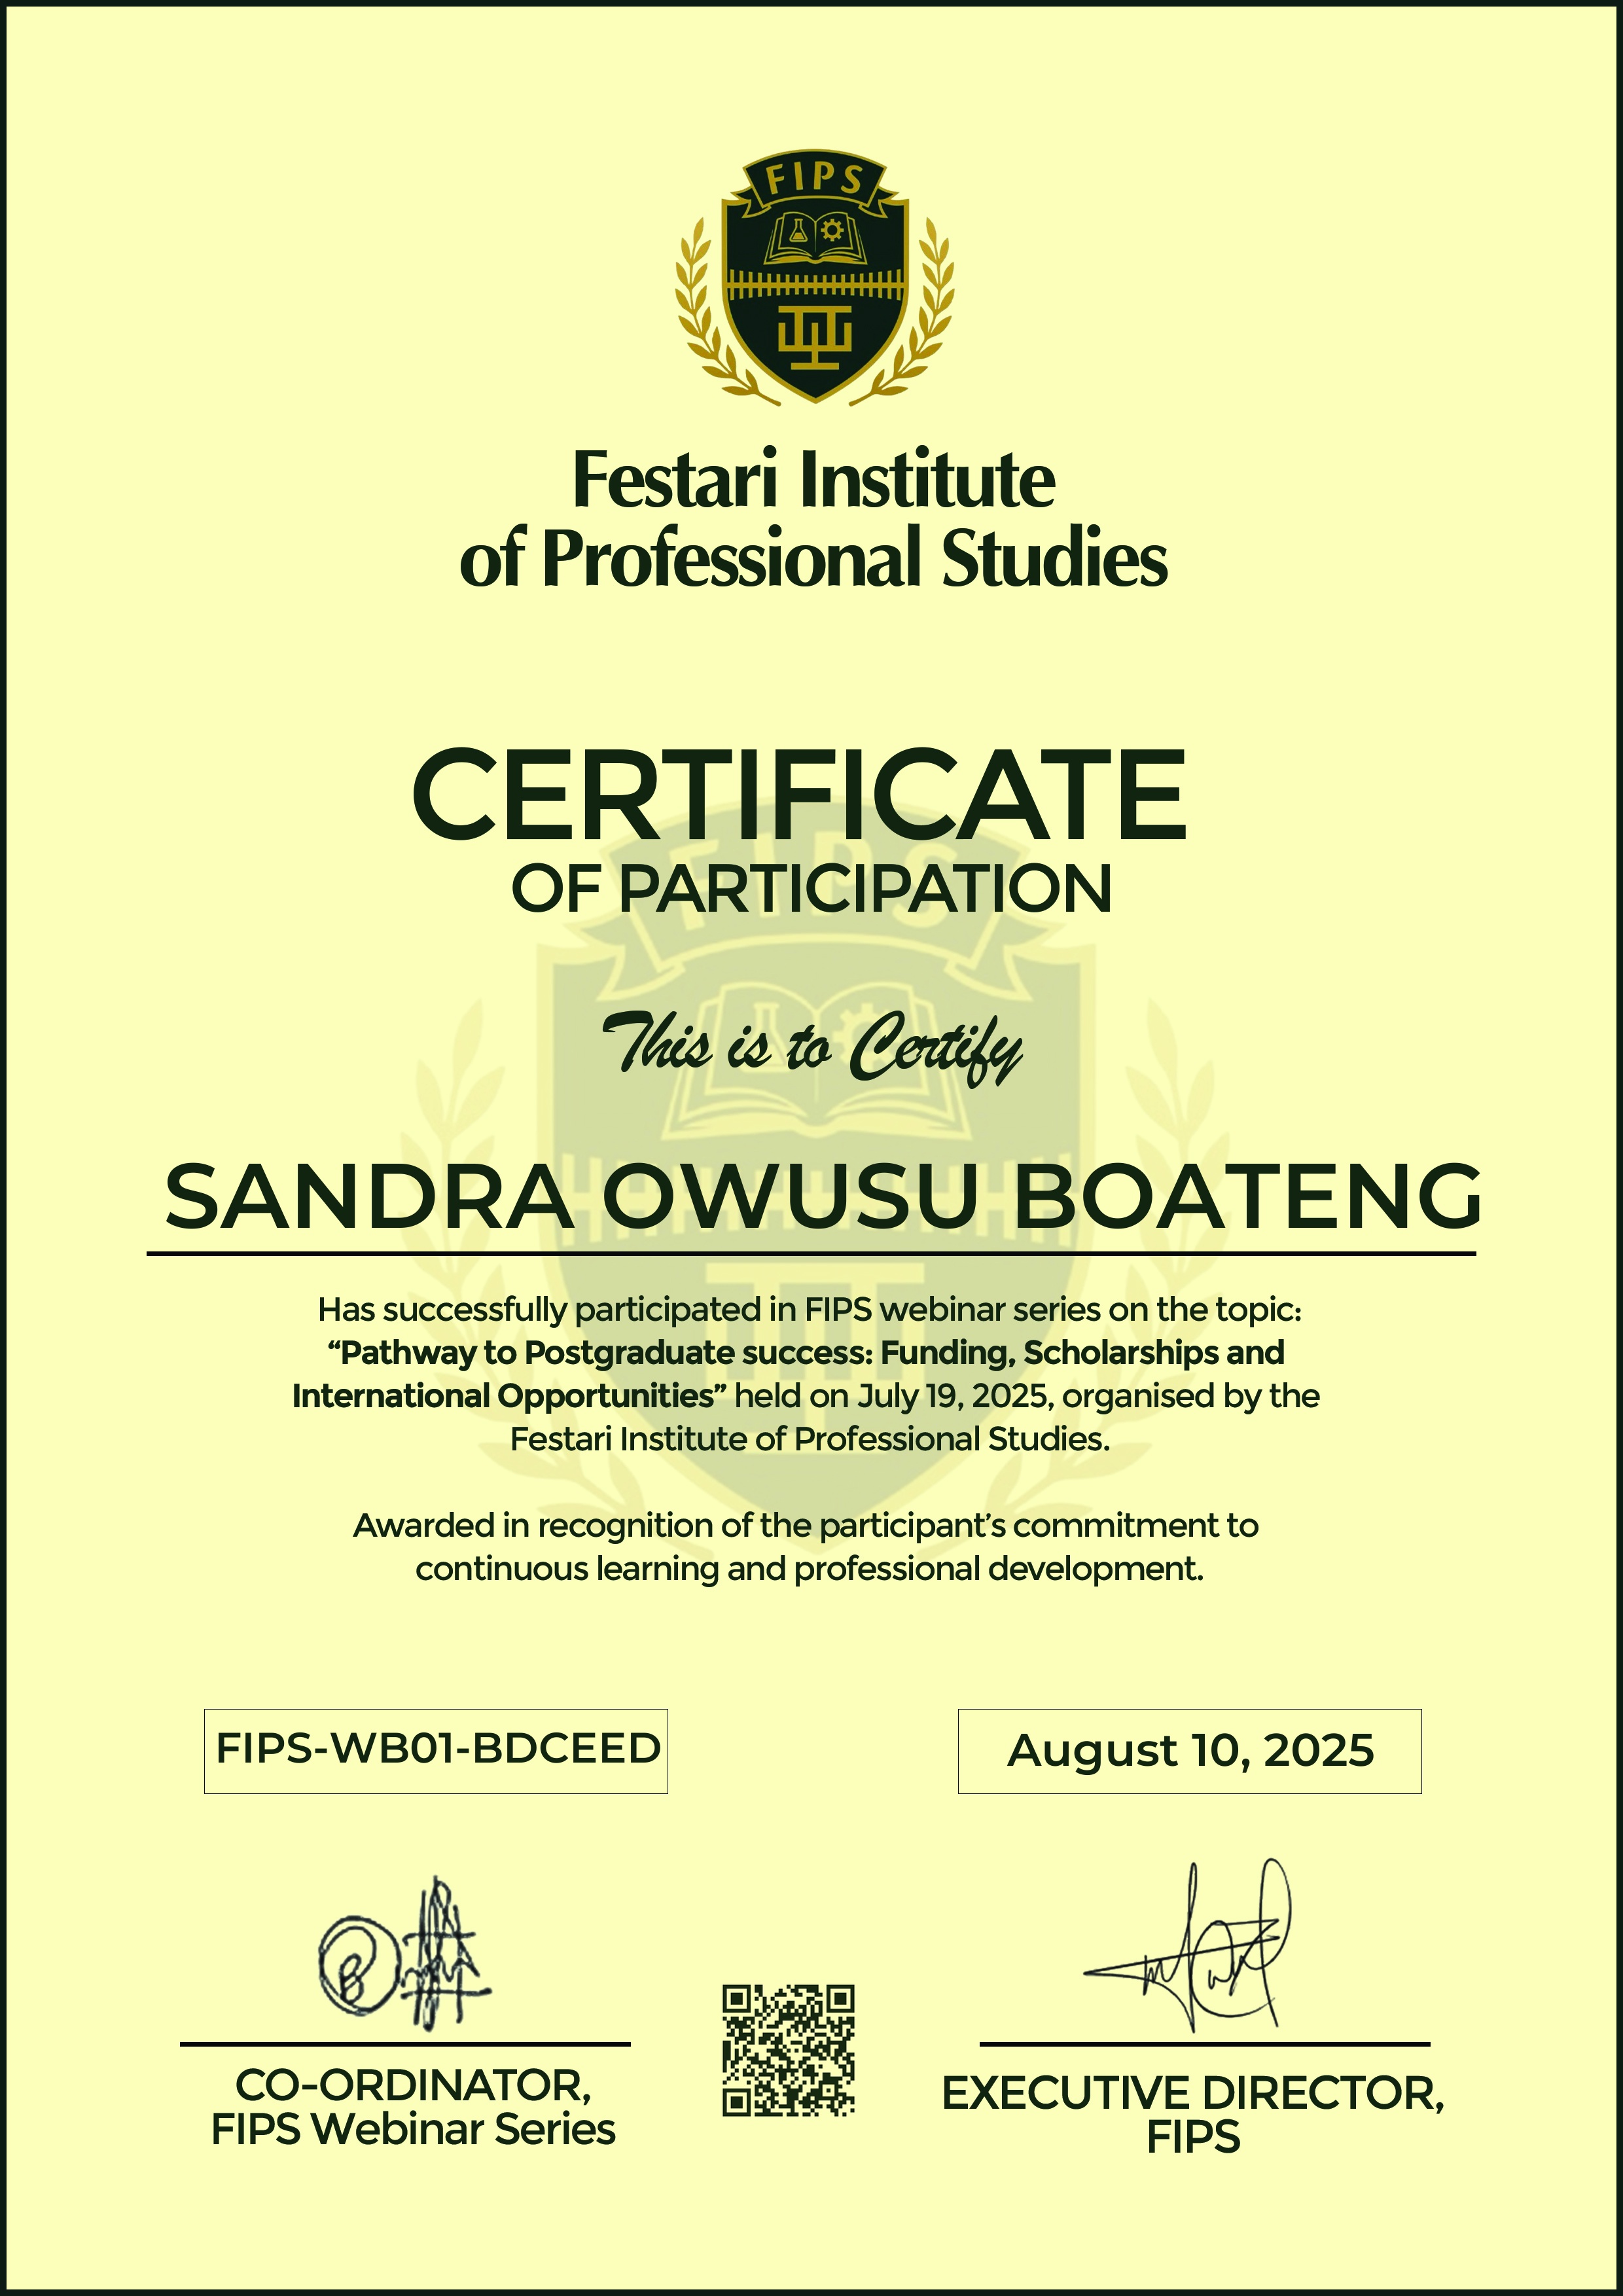 FIPS
Festari Institute
of Professional Studies
CERTIFICATE
OF PARTICIPATION
FIPS
This is to Certify
SANDRA OWUSU BOATENG
Has successfully participated in FIPS webinar series on the topic:
“Pathway to Postgraduate success: Funding, Scholarships and
International Opportunities” held on July 19, 2025, organised by the
Festari Institute of Professional Studies.
Awarded in recognition of the participant’s commitment to
continuous learning and professional development.
FIPS-WB01-BDCEED
August 10, 2025
CO-ORDINATOR,
FIPS Webinar Series
EXECUTIVE DIRECTOR,
FIPS